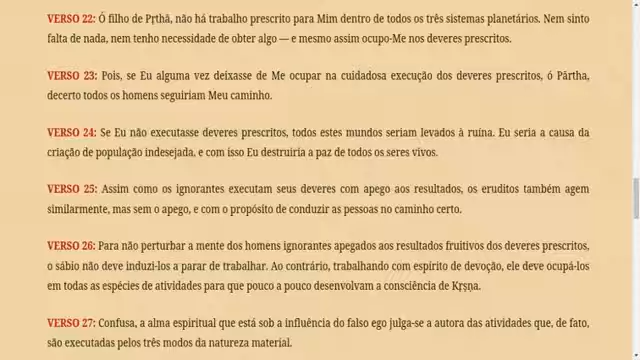 VERSO 22: Ó filho de Pṛthā, não há trabalho prescrito para Mim dentro de todos os três sistemas planetários. Nem sinto
falta de nada, nem tenho necessidade de obter algo — e mesmo assim ocupo-Me nos deveres prescritos.
VERSO 23: Pois, se Eu alguma vez deixasse de Me ocupar na cuidadosa execução dos deveres prescritos, ó Pārtha,
decerto todos os homens seguiriam Meu caminho.
VERSO 24: Se Eu não executasse deveres prescritos, todos estes mundos seriam levados à ruína. Eu seria a causa da
criação de população indesejada, e com isso Eu destruiria a paz de todos os seres vivos.
VERSO 25: Assim como os ignorantes executam seus deveres com apego aos resultados, os eruditos também agem
similarmente, mas sem o apego, e com o propósito de conduzir as pessoas no caminho certo.
VERSO 26: Para não perturbar a mente dos homens ignorantes apegados aos resultados fruitivos dos deveres prescritos,
o sábio não deve induzi-los a parar de trabalhar. Ao contrário, trabalhando com espírito de devoção, ele deve ocupá-los
em todas as espécies de atividades para que pouco a pouco desenvolvam a consciência de Kṛṣṇa.
VERSO 27: Confusa, a alma espiritual que está sob a influência do falso ego julga-se a autora das atividades que, de fato,
são executadas pelos três modos da natureza material.